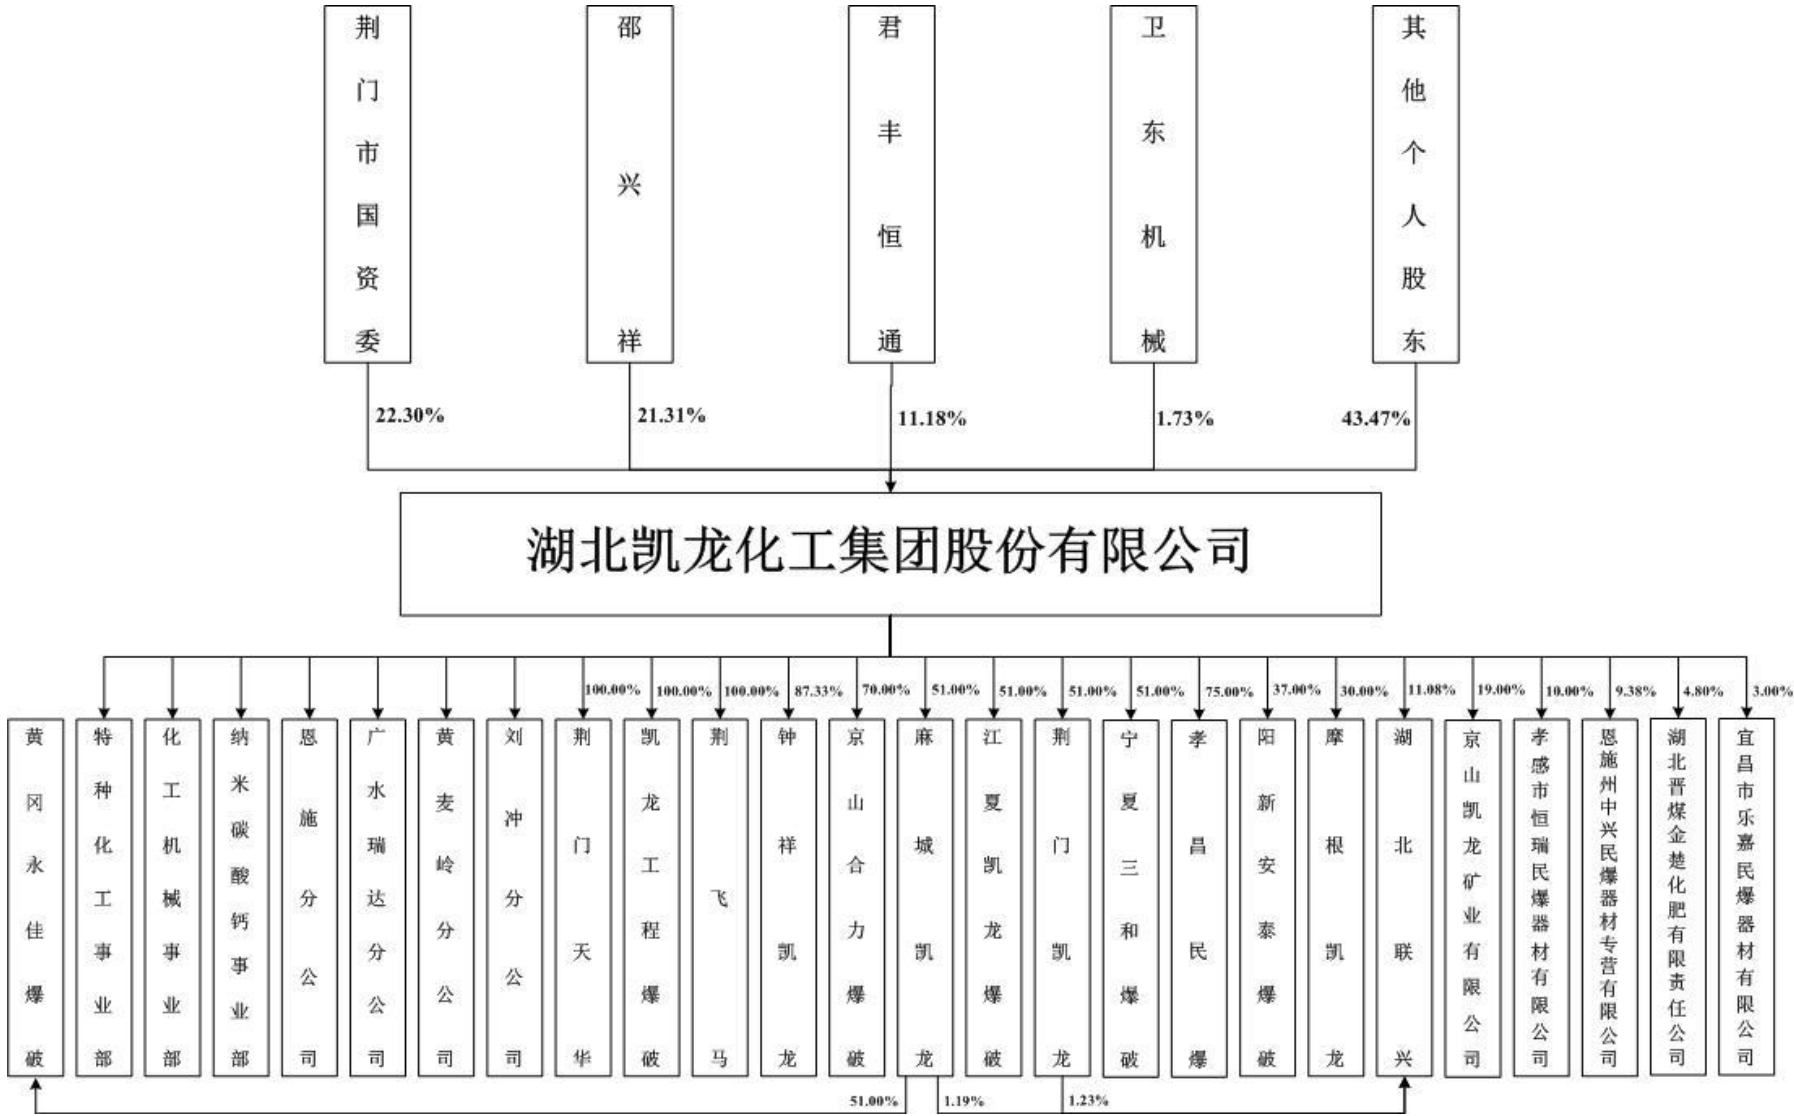 荆门市国资委
邵兴祥
君丰恒通
卫东机械
其他个人股东
22.30%
21.31%
11.18%
1.73%
43.47%
湖北凯龙化工集团股份有限公司
100.00%
100.00%
100.00%
87.33%
70.00%
51.00%
51.00%
51.00%
51.00%
75.00%
37.00%
30.00%
11.08%
19.00%
10.00%
9.38%
4.80%
3.00%
黄冈永佳爆破
特种化工事业部
化工机械事业部
纳米碳酸钙事业部
恩施分公司
广水瑞达分公司
黄麦岭分公司
刘冲分公司
荆门天华
凯龙工程爆破
荆飞马
钟祥凯龙
京山合力爆破
麻城凯龙
江夏凯龙爆破
荆门凯龙
宁夏三和爆破
孝昌民爆
阳新安泰爆破
摩根凯龙
湖北联兴
京山凯龙矿业有限公司
孝感市恒瑞民爆器材有限公司
恩施州中兴民爆器材专营有限公司
湖北晋煤金楚化肥有限责任公司
宜昌市乐嘉民爆器材有限公司
51.00%
1.19%
1.23%